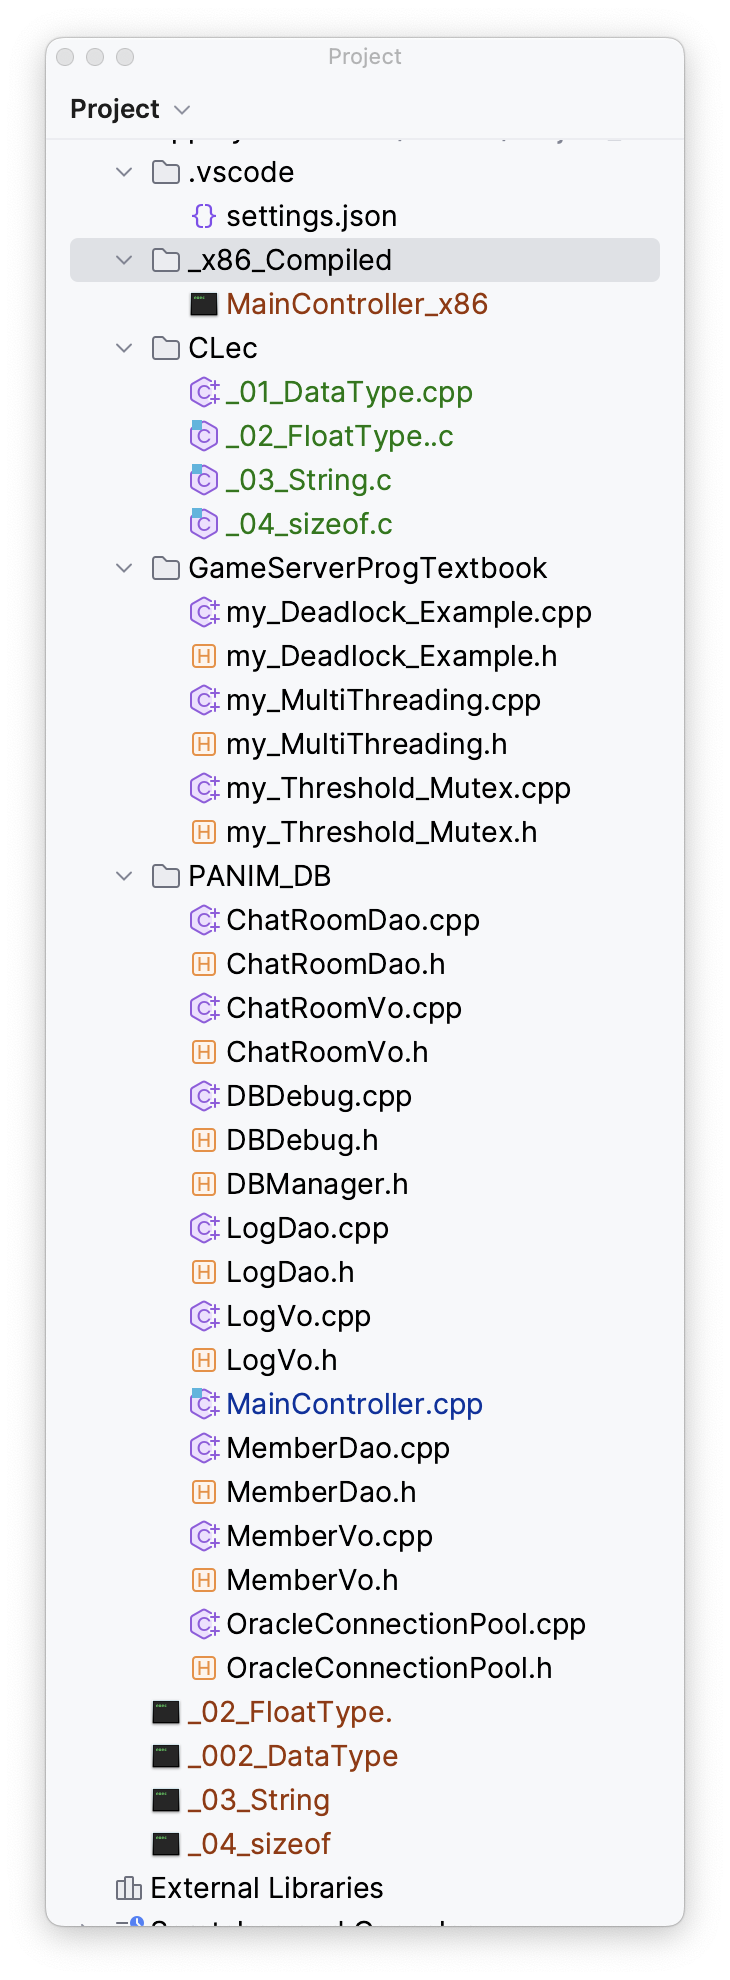 Project
Project
.vscode
{} settings.json
_x86_Compiled
MainController_x86
CLec
_01_DataType.cpp
_02_FloatType..c
_03_String.c
_04_sizeof.c
GameServerProgTextbook
my_Deadlock_Example.cpp
my_Deadlock_Example.h
my_MultiThreading.cpp
my_MultiThreading.h
my_Threshold_Mutex.cpp
my_Threshold_Mutex.h
PANIM_DB
ChatRoomDao.cpp
ChatRoomDao.h
ChatRoomVo.cpp
ChatRoomVo.h
DBDebug.cpp
DBDebug.h
DBManager.h
LogDao.cpp
LogDao.h
LogVo.cpp
LogVo.h
MainController.cpp
MemberDao.cpp
MemberDao.h
MemberVo.cpp
MemberVo.h
OracleConnectionPool.cpp
OracleConnectionPool.h
_02_FloatType.
_002_DataType
_03_String
_04_sizeof
External Libraries